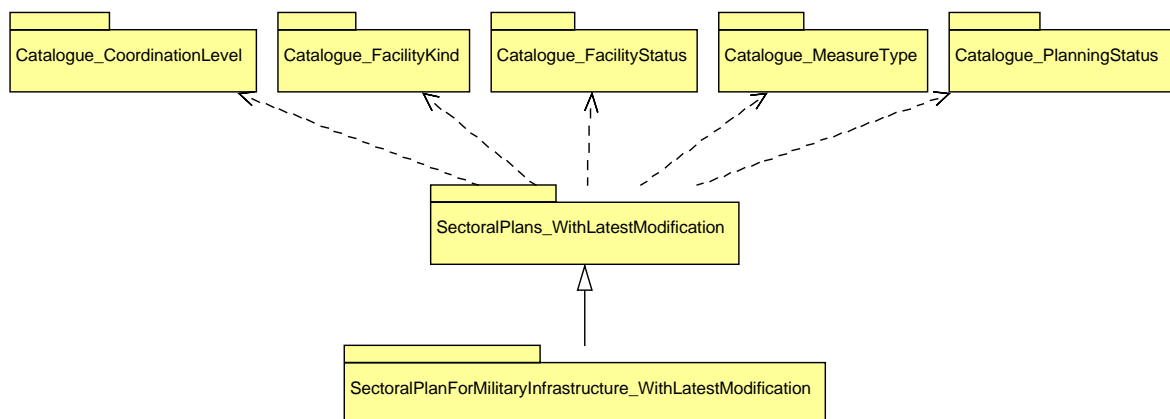 Catalogue_CoordinationLevel
Catalogue_FacilityKind
Catalogue_FacilityStatus
Catalogue_MeasureType
Catalogue_PlanningStatus
SectoralPlans_WithLatestModification
SectoralPlanForMilitaryInfrastructure_WithLatestModification